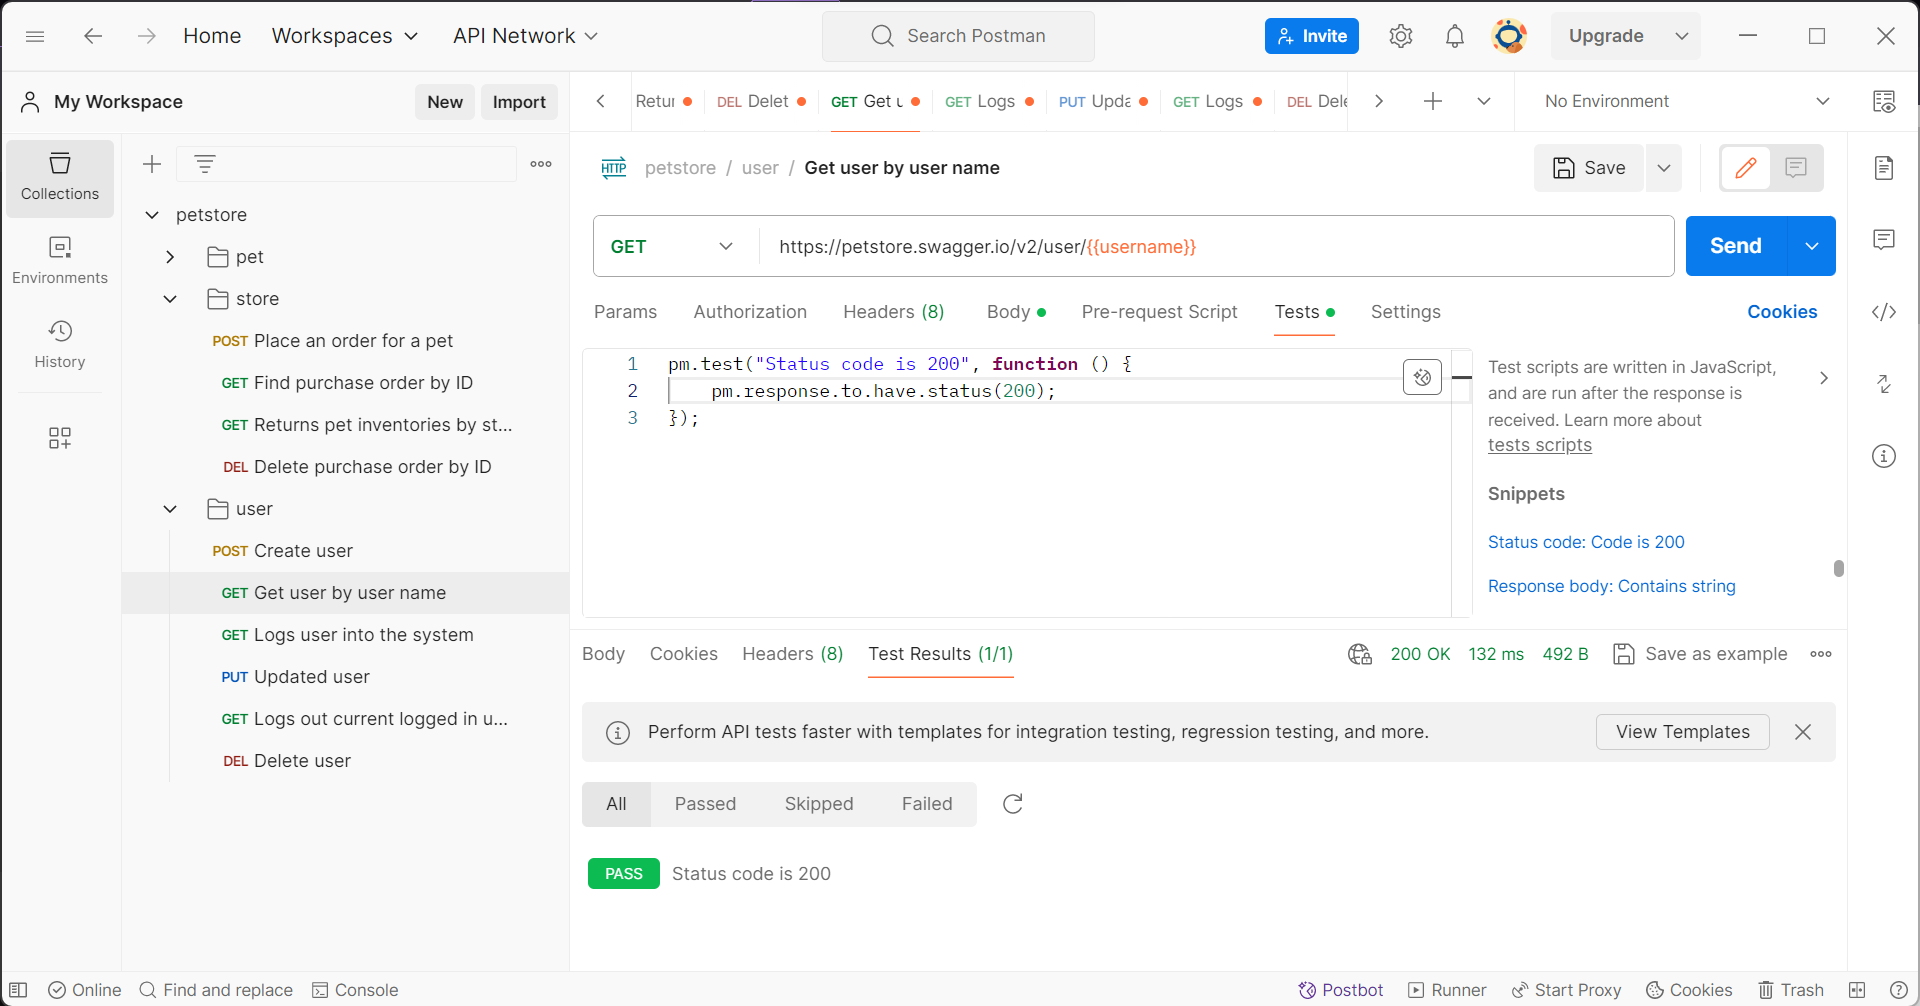 Home Workspaces API Network Search Postman Invite Upgrade
My Workspace New Import
Retur DEL Delet GET Get u GET Logs PUT Upda GET Logs DEL Dele No Environment
Collections
Environments
History
petstore
pet
store
POST Place an order for a pet
GET Find purchase order by ID
GET Returns pet inventories by st...
DEL Delete purchase order by ID
user
POST Create user
GET Get user by user name
GET Logs user into the system
PUT Updated user
GET Logs out current logged in u...
DEL Delete user
HTTP petstore / user / Get user by user name Save
GET https://petstore.swagger.io/v2/user/{{username}} Send
Params Authorization Headers (8) Body Pre-request Script Tests Settings Cookies
1 pm.test("Status code is 200", function () {
2 pm.response.to.have.status(200);
3 });
Test scripts are written in JavaScript,
and are run after the response is
received. Learn more about
tests scripts
Snippets
Status code: Code is 200
Response body: Contains string
Body Cookies Headers (8) Test Results (1/1) 200 OK 132 ms 492 B Save as example
Perform API tests faster with templates for integration testing, regression testing, and more. View Templates
All Passed Skipped Failed
PASS Status code is 200
Online Find and replace Console Postbot Runner Start Proxy Cookies Trash